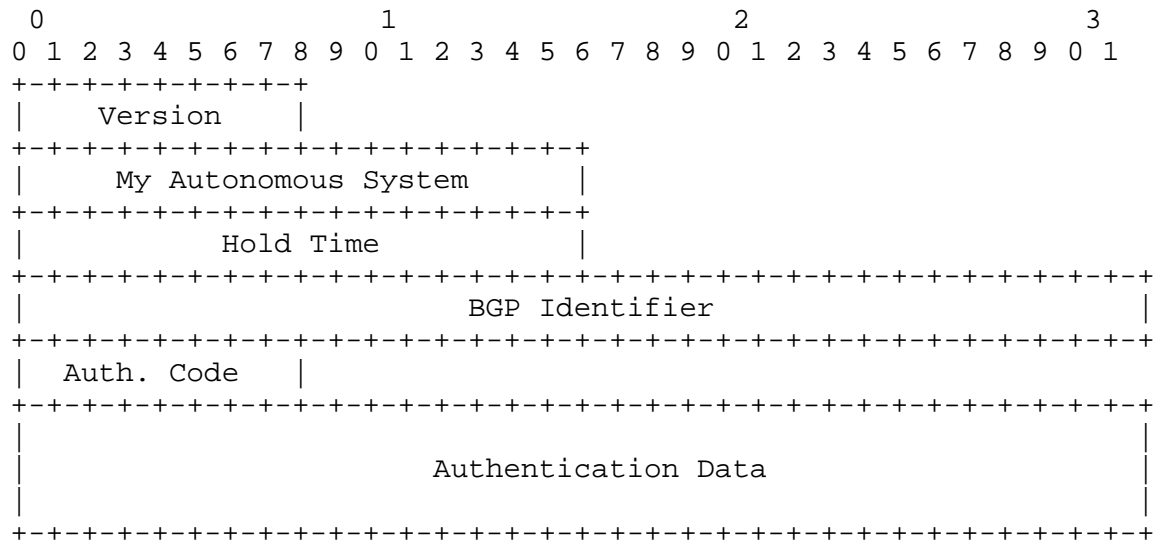 0                   1                   2                   3
0 1 2 3 4 5 6 7 8 9 0 1 2 3 4 5 6 7 8 9 0 1 2 3 4 5 6 7 8 9 0 1
+-+-+-+-+-+-+-+-+
|    Version    |
+-+-+-+-+-+-+-+-+-+-+-+-+-+-+-+-+
|     My Autonomous System      |
+-+-+-+-+-+-+-+-+-+-+-+-+-+-+-+-+
|           Hold Time           |
+-+-+-+-+-+-+-+-+-+-+-+-+-+-+-+-+-+-+-+-+-+-+-+-+-+-+-+-+-+-+-+-+
|                         BGP Identifier                        |
+-+-+-+-+-+-+-+-+-+-+-+-+-+-+-+-+-+-+-+-+-+-+-+-+-+-+-+-+-+-+-+-+
|  Auth. Code   |
+-+-+-+-+-+-+-+-+-+-+-+-+-+-+-+-+-+-+-+-+-+-+-+-+-+-+-+-+-+-+-+-+
|                                                               |
|                       Authentication Data                     |
|                                                               |
+-+-+-+-+-+-+-+-+-+-+-+-+-+-+-+-+-+-+-+-+-+-+-+-+-+-+-+-+-+-+-+-+